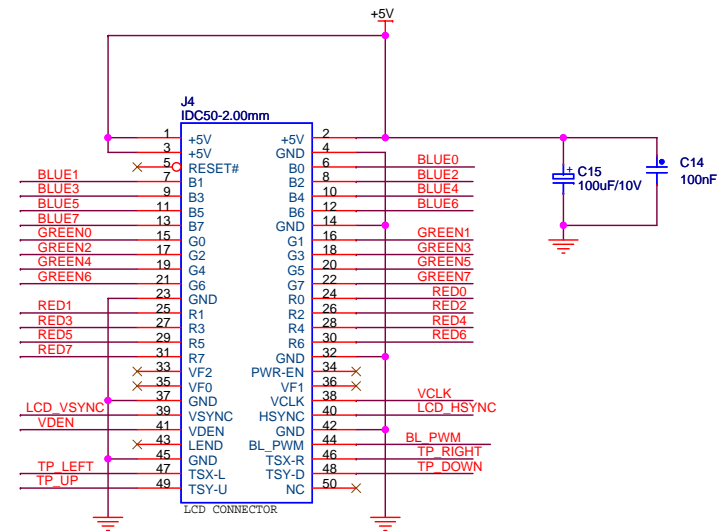 +5V
J4
IDC50-2.00mm
1 +5V +5V 2
3 +5V GND 4
5 RESET# B0 6 BLUE0
BLUE1 7 B1 B2 8 BLUE2
BLUE3 9 B3 B4 10 BLUE4
BLUE5 11 B5 B6 12 BLUE6
BLUE7 13 B7 GND 14
GREEN0 15 G0 G1 16 GREEN1
GREEN2 17 G2 G3 18 GREEN3
GREEN4 19 G4 G5 20 GREEN5
GREEN6 21 G6 G7 22 GREEN7
23 GND R0 24 RED0
RED1 25 R1 R2 26 RED2
RED3 27 R3 R4 28 RED4
RED5 29 R5 R6 30 RED6
RED7 31 R7 GND 32
33 VF2 PWR-EN 34
35 VF0 VF1 36
37 GND VCLK 38 VCLK
LCD_VSYNC 39 VSYNC HSYNC 40 LCD_HSYNC
VDEN 41 VDEN GND 42
43 LEND BL_PWM 44 BL_PWM
45 GND TSX-R 46 TP_RIGHT
TP_LEFT 47 TSX-L TSY-D 48 TP_DOWN
TP_UP 49 TSY-U NC 50
LCD CONNECTOR
+
C15
100uF/10V
C14
100nF